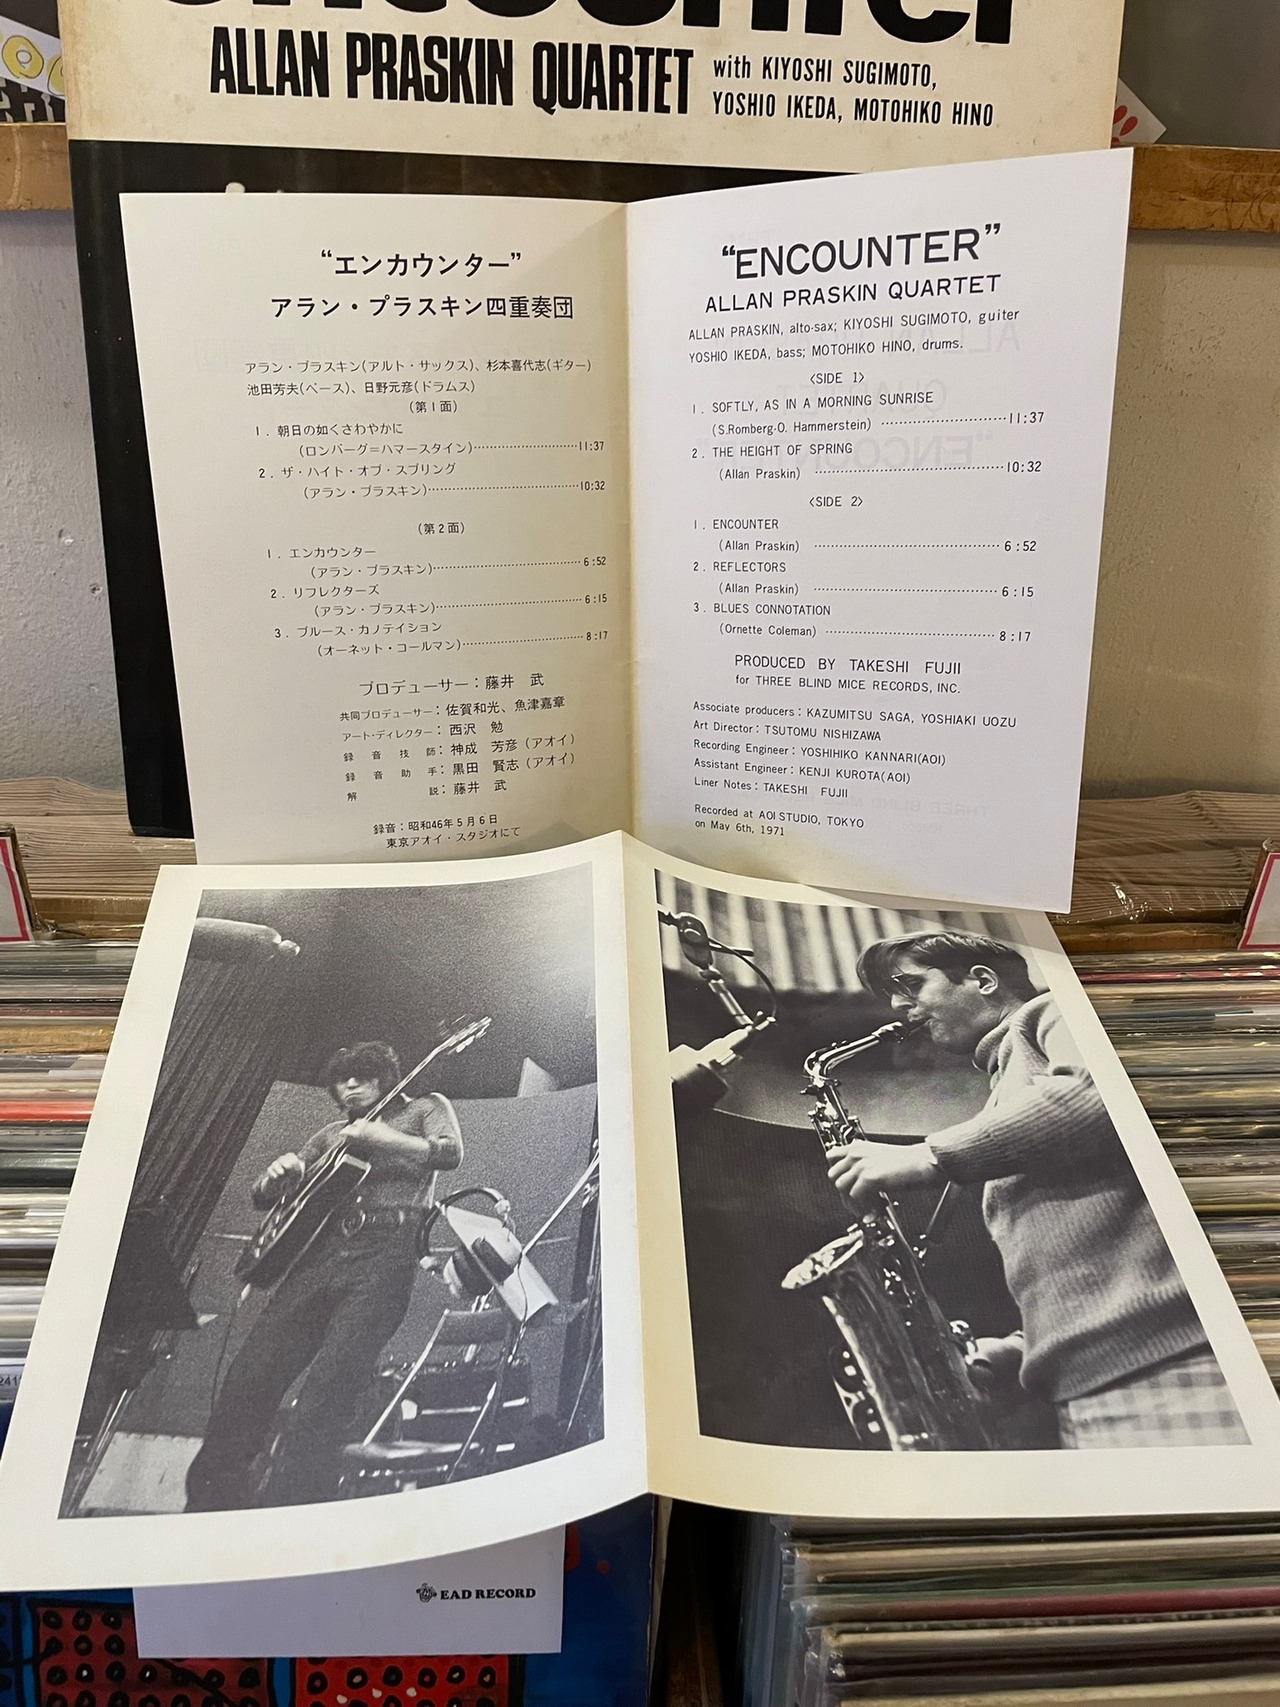 encounter
ALLAN PRASKIN QUARTET
with KIYOSHI SUGIMOTO,
YOSHIO IKEDA, MOTOHIKO HINO
“エンカウンター”
アラン・プラスキン四重奏団
アラン・プラスキン(アルト・サックス)、杉本喜代志(ギター)
池田芳夫(ベース)、日野元彦(ドラムス)
(第1面)
1. 朝日の如くさわやかに
(ロンバーグ=ハマースタイン)……………11:37
2. ザ・ハイト・オブ・スプリング
(アラン・プラスキン)……………10:32
(第2面)
1. エンカウンター
(アラン・プラスキン)……………6:52
2. リフレクターズ
(アラン・プラスキン)……………6:15
3. ブルース・カノテイション
(オーネット・コールマン)……………8:17
プロデューサー：藤井 武
共同プロデューサー：佐賀和光、魚津嘉章
アート・ディレクター：西沢 勉
録音技師：神成 芳彦(アオイ)
録音助手：黒田 賢志(アオイ)
解説：藤井 武
録音：昭和46年5月6日
東京アオイ・スタジオにて
“ENCOUNTER”
ALLAN PRASKIN QUARTET
ALLAN PRASKIN, alto-sax; KIYOSHI SUGIMOTO, guiter
YOSHIO IKEDA, bass; MOTOHIKO HINO, drums.
<SIDE 1>
1. SOFTLY, AS IN A MORNING SUNRISE
(S.Romberg-O. Hammerstein) ……………11:37
2. THE HEIGHT OF SPRING
(Allan Praskin) ……………10:32
<SIDE 2>
1. ENCOUNTER
(Allan Praskin) ……………6:52
2. REFLECTORS
(Allan Praskin) ……………6:15
3. BLUES CONNOTATION
(Ornette Coleman) ……………8:17
PRODUCED BY TAKESHI FUJII
for THREE BLIND MICE RECORDS, INC.
Associate producers: KAZUMITSU SAGA, YOSHIAKI UOZU
Art Director: TSUTOMU NISHIZAWA
Recording Engineer: YOSHIHIKO KANNARI(AOI)
Assistant Engineer: KENJI KUROTA(AOI)
Liner Notes: TAKESHI FUJII
Recorded at AOI STUDIO, TOKYO
on May 6th, 1971
EAD RECORD